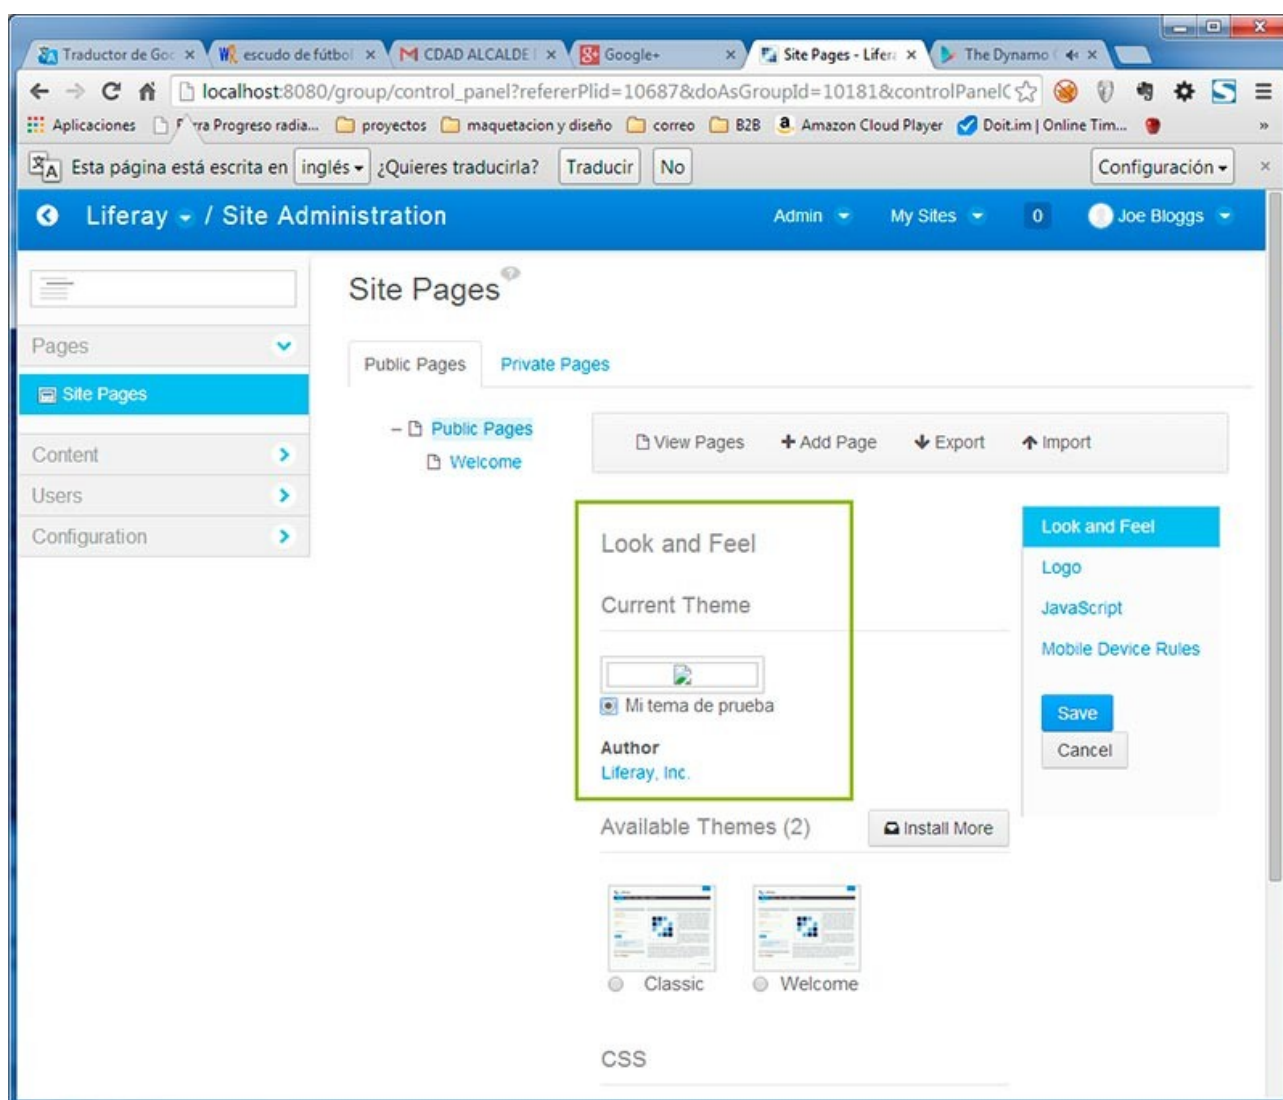 Traductor de Goo
escudo de fútbol
CDAD ALCALDE
Google+
Site Pages - Lifera
The Dynamo (
localhost:8080/group/control_panel?refererPlid=10687&doAsGroupId=10181&controlPanelC
Aplicaciones
Progreso radia...
proyectos
maquetacion y diseño
correo
B2B
Amazon Cloud Player
Doit.im | Online Tim...
»
Esta página está escrita en inglés ¿Quieres traducirla? Traducir No Configuración
Liferay / Site Administration
Admin
My Sites
0
Joe Bloggs
Site Pages
Pages
Site Pages
Content
Users
Configuration
Public Pages
Private Pages
Public Pages
Welcome
View Pages
Add Page
Export
Import
Look and Feel
Current Theme
Mi tema de prueba
Author
Liferay, Inc.
Look and Feel
Logo
JavaScript
Mobile Device Rules
Save
Cancel
Available Themes (2)
Install More
Classic
Welcome
CSS